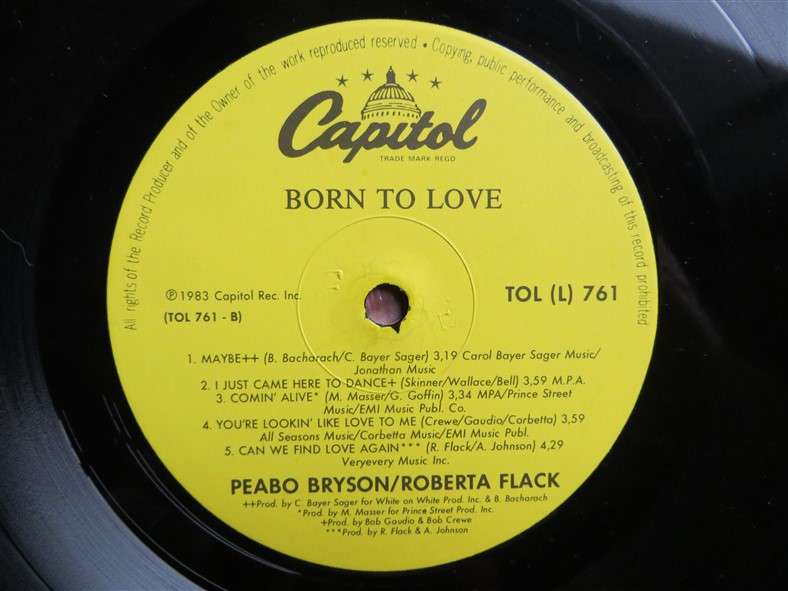 All rights of the Record Producer and of the Owner of the work reproduced reserved • Copying, public performance and broadcasting of this record prohibited
Capitol
TRADE MARK REGD
BORN TO LOVE
℗ 1983 Capitol Rec. Inc.
TOL (L) 761
(TOL 761 - B)
1. MAYBE++ (B. Bacharach/C. Bayer Sager) 3,19 Carol Bayer Sager Music/
Jonathan Music
2. I JUST CAME HERE TO DANCE+ (Skinner/Wallace/Bell) 3,59 M.P.A.
3. COMIN' ALIVE* (M. Masser/G. Goffin) 3,34 MPA/Prince Street
Music/EMI Music Publ. Co.
4. YOU'RE LOOKIN' LIKE LOVE TO ME (Crewe/Gaudio/Corbetta) 3,59
All Seasons Music/Corbetta Music/EMI Music Publ.
5. CAN WE FIND LOVE AGAIN*** (R. Flack/A. Johnson) 4,29
Veryevery Music Inc.
PEABO BRYSON/ROBERTA FLACK
++Prod. by C. Bayer Sager for White on White Prod. Inc. & B. Bacharach
*Prod. by M. Masser for Prince Street Prod. Inc.
+Prod. by Bob Gaudio & Bob Crewe
***Prod. by R. Flack & A. Johnson